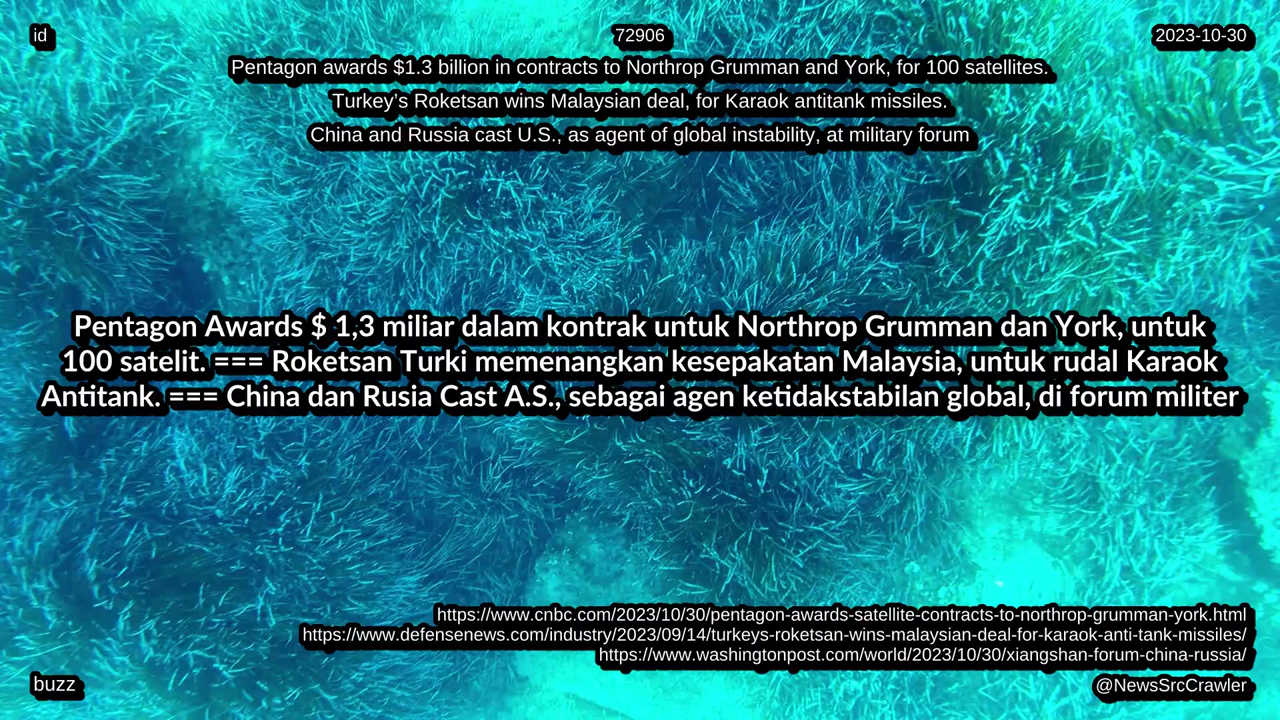 id
72906
2023-10-30
Pentagon awards $1.3 billion in contracts to Northrop Grumman and York, for 100 satellites.
Turkey's Roketsan wins Malaysian deal, for Karaok antitank missiles.
China and Russia cast U.S., as agent of global instability, at military forum
Pentagon Awards $ 1,3 miliar dalam kontrak untuk Northrop Grumman dan York, untuk
100 satelit. === Roketsan Turki memenangkan kesepakatan Malaysia, untuk rudal Karaok
Antitank. === China dan Rusia Cast A.S., sebagai agen ketidakstabilan global, di forum militer
https://www.cnbc.com/2023/10/30/pentagon-awards-satellite-contracts-to-northrop-grumman-york.html
https://www.defensenews.com/industry/2023/09/14/turkeys-roketsan-wins-malaysian-deal-for-karaok-anti-tank-missiles/
https://www.washingtonpost.com/world/2023/10/30/xiangshan-forum-china-russia/
buzz
@NewsSrcCrawler